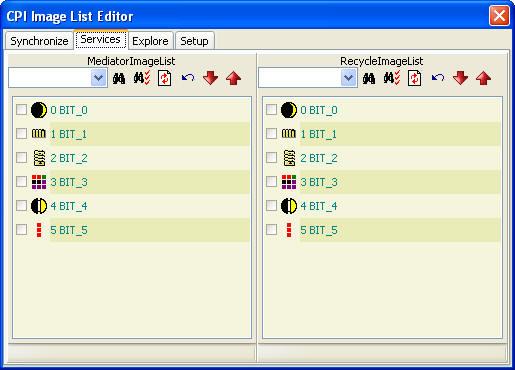 CPI Image List Editor
Synchronize Services Explore Setup
MediatorImageList
0 BIT_0
1 BIT_1
2 BIT_2
3 BIT_3
4 BIT_4
5 BIT_5
RecycleImageList
0 BIT_0
1 BIT_1
2 BIT_2
3 BIT_3
4 BIT_4
5 BIT_5